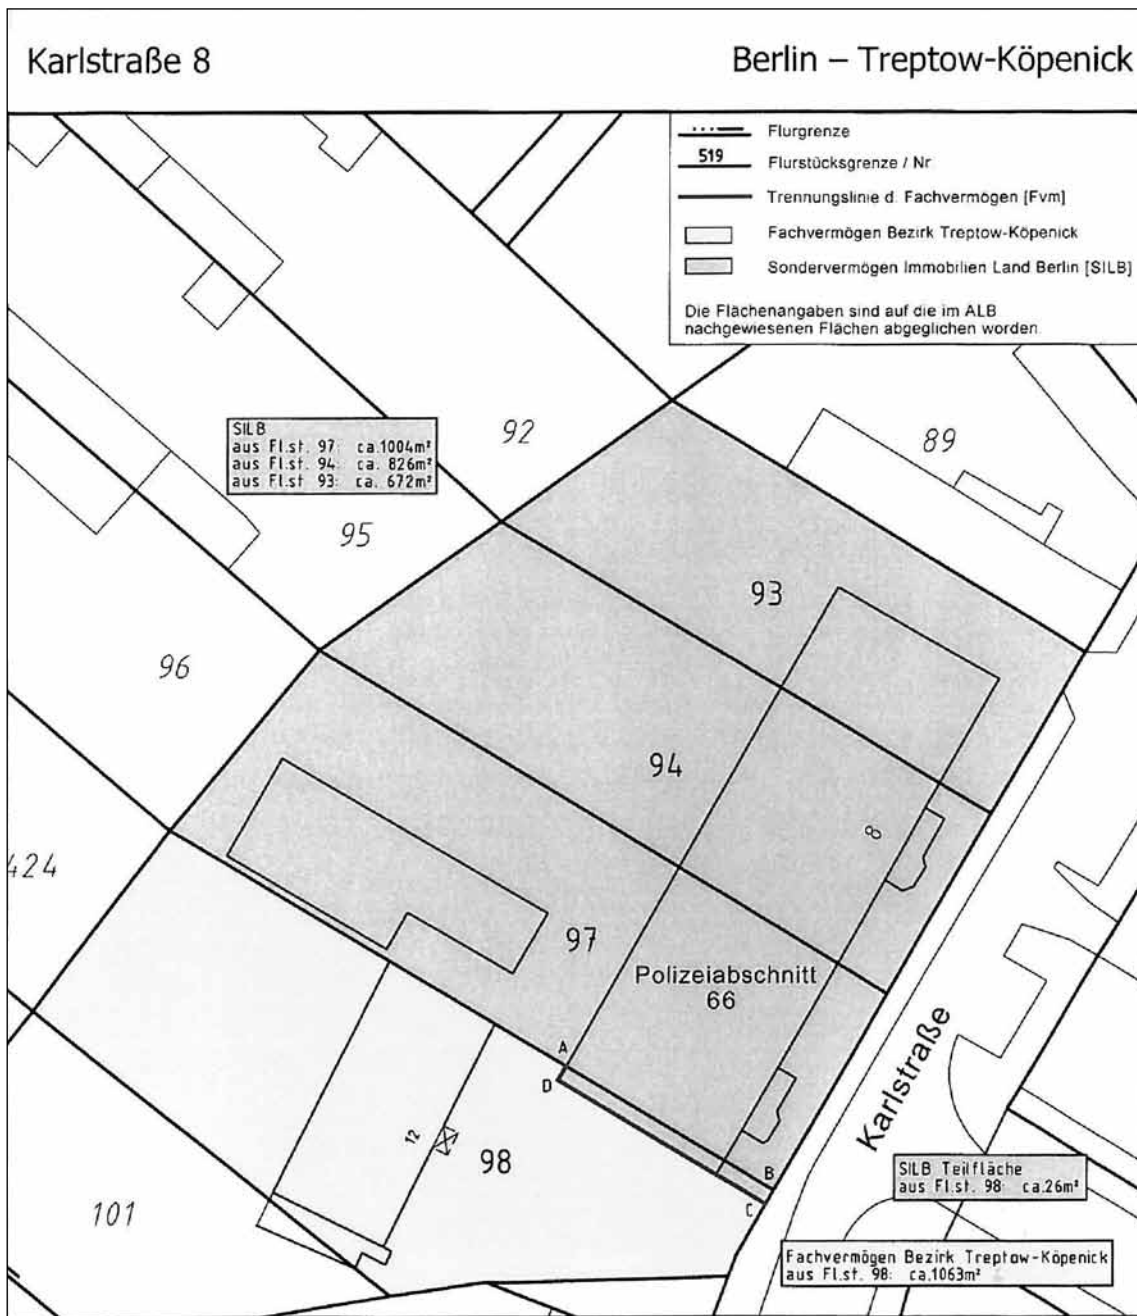 Karlstraße 8
Berlin – Treptow-Köpenick
Flurgrenze
519 Flurstücksgrenze / Nr
Trennungslinie d. Fachvermögen [Fvm]
Fachvermögen Bezirk Treptow-Köpenick
Sondervermögen Immobilien Land Berlin [SILB]
Die Flächenangaben sind auf die im ALB
nachgewiesenen Flächen abgeglichen worden.
92
89
SILB
aus Fl.st. 97: ca.1004m²
aus Fl.st. 94: ca. 826m²
aus Fl.st 93: ca. 672m²
95
93
96
94
8
424
97
Polizeiabschnitt
66
Karlstraße
A
D
12
98
B
C
SILB Teilfläche
aus Fl.st. 98: ca.26m²
101
Fachvermögen Bezirk Treptow-Köpenick
aus Fl.st. 98: ca.1063m²